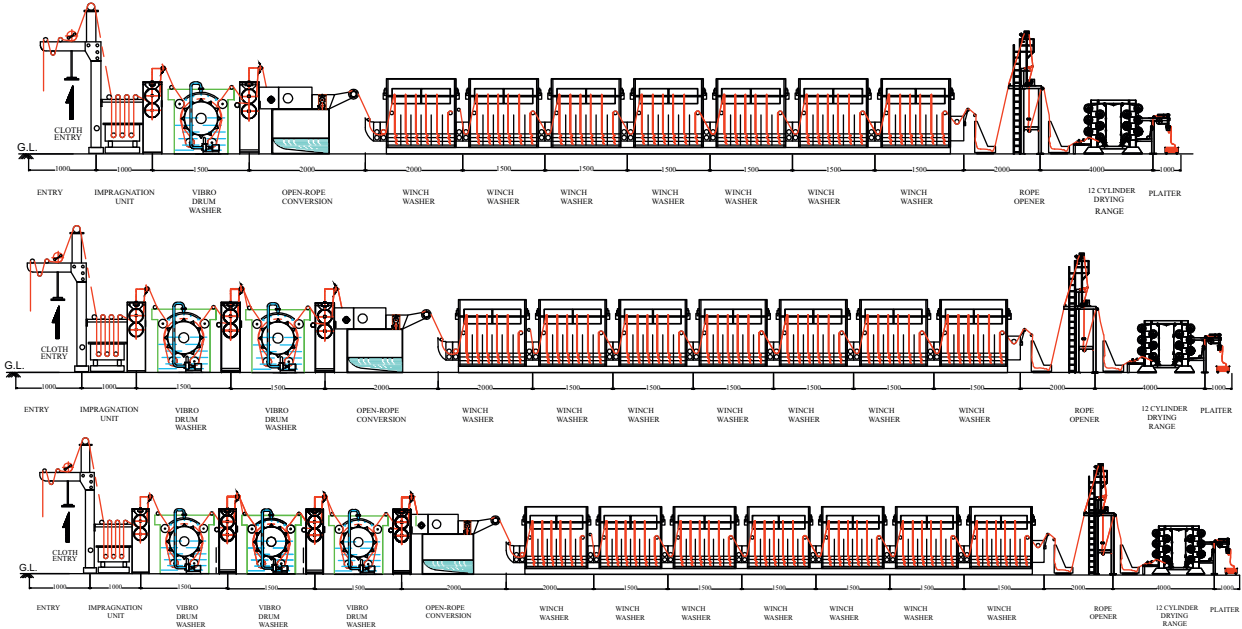 CLOTH
ENTRY
G.L.
1000 1000 1500 2000 2000 1500 1500 1500 1500 1500 1500 2000 4000 1000
ENTRY IMPRAGNATION VIBRO OPEN-ROPE WINCH WINCH WINCH WINCH WINCH WINCH WINCH ROPE 12 CYLINDER PLAITER
UNIT DRUM CONVERSION WASHER WASHER WASHER WASHER WASHER WASHER WASHER OPENER DRYING
WASHER RANGE
CLOTH
ENTRY
G.L.
1000 1000 1500 1500 2000 2000 1500 1500 1500 1500 1500 1500 2000 4000 1000
ENTRY IMPRAGNATION VIBRO VIBRO OPEN-ROPE WINCH WINCH WINCH WINCH WINCH WINCH WINCH ROPE 12 CYLINDER PLAITER
UNIT DRUM DRUM CONVERSION WASHER WASHER WASHER WASHER WASHER WASHER WASHER OPENER DRYING
WASHER WASHER RANGE
CLOTH
ENTRY
G.L.
1000 1000 1500 1500 1500 2000 2000 1500 1500 1500 1500 1500 1500 2000 4000 1000
ENTRY IMPRAGNATION VIBRO VIBRO VIBRO OPEN-ROPE WINCH WINCH WINCH WINCH WINCH WINCH WINCH ROPE 12 CYLINDER PLAITER
UNIT DRUM DRUM DRUM CONVERSION WASHER WASHER WASHER WASHER WASHER WASHER WASHER OPENER DRYING
WASHER WASHER WASHER RANGE